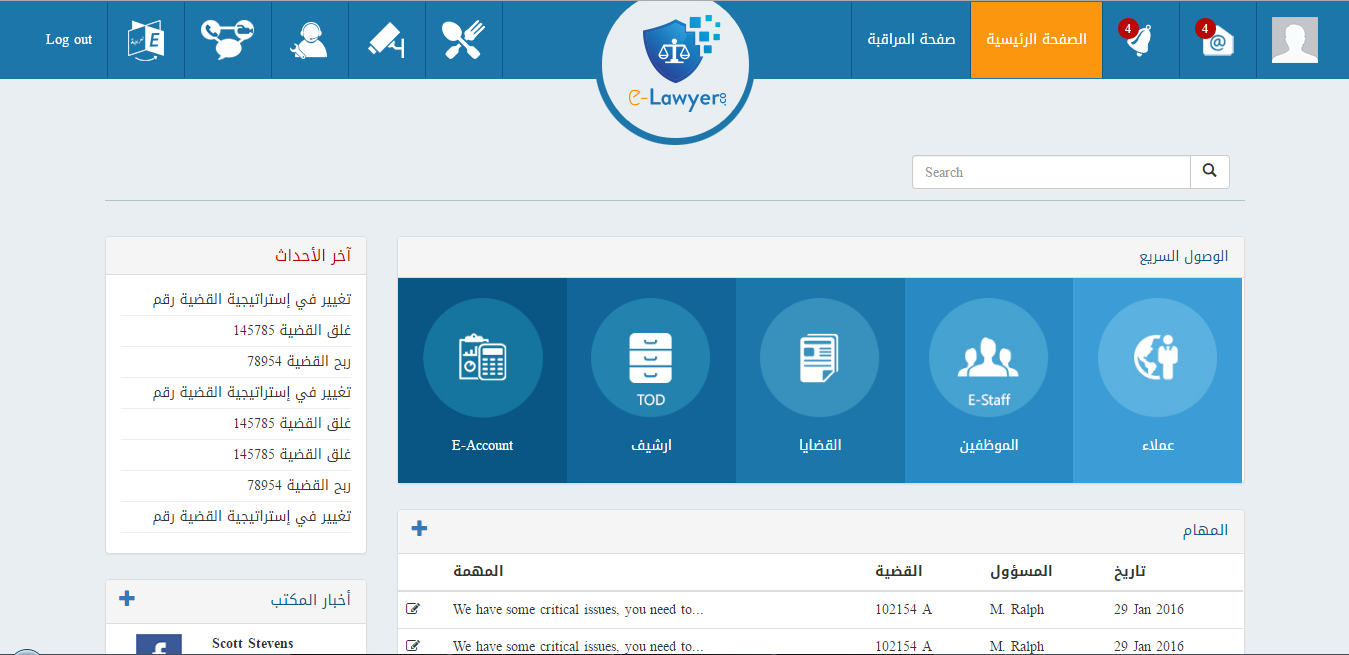 Log out
E
صفحة المراقبة
الصفحة الرئيسية
4
4
@
e-Lawyer
Search
آخر الأحداث
تغيير في إستراتيجية القضية رقم
غلق القضية 145785
ربح القضية 78954
تغيير في إستراتيجية القضية رقم
غلق القضية 145785
غلق القضية 145785
ربح القضية 78954
تغيير في إستراتيجية القضية رقم
الوصول السريع
عملاء
E-Staff
الموظفين
القضايا
TOD
ارشيف
E-Account
المهام
تاريخ المسؤول القضية المهمة
We have some critical issues, you need to... 102154 A M. Ralph 29 Jan 2016
We have some critical issues, you need to... 102154 A M. Ralph 29 Jan 2016
أخبار المكتب
f
Scott Stevens